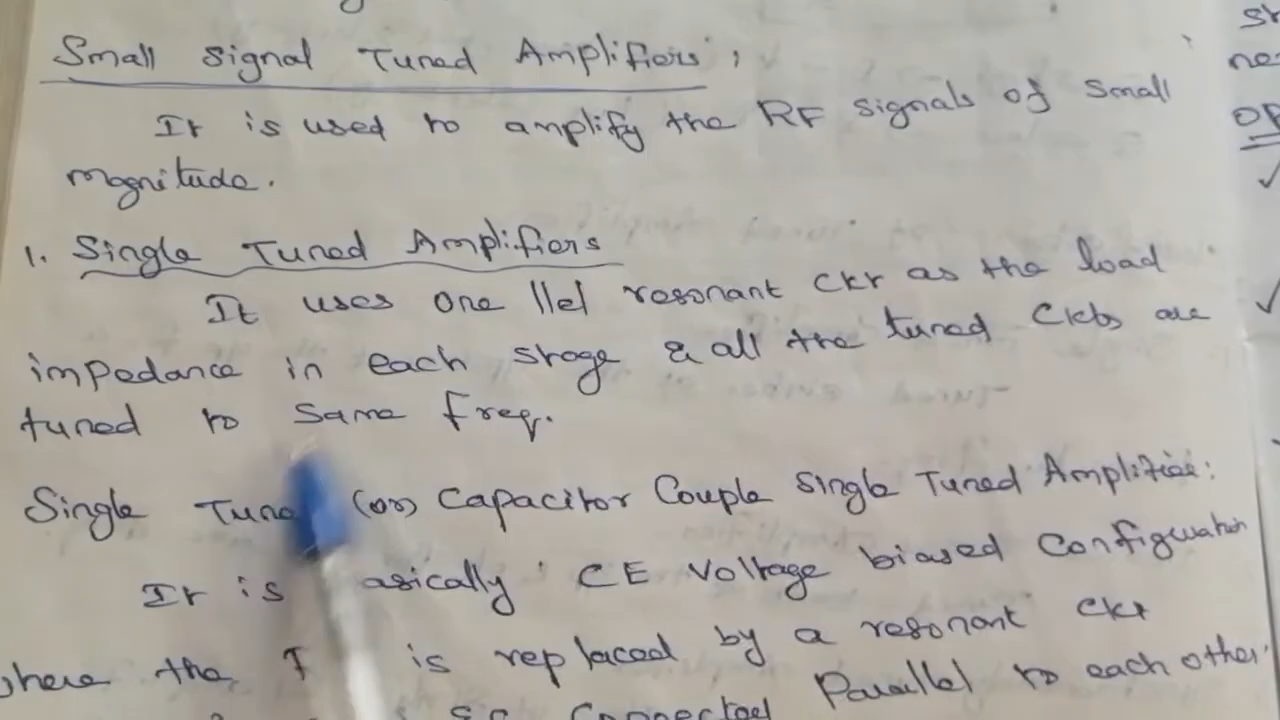 Small Signal Tuned Amplifiers :
It is used to amplify the RF signals of small
magnitude.
1. Single Tuned Amplifiers
It uses one llel resonant ckt as the load
impedance in each stage & all the tuned ckts are
tuned to same freq.
Single Tuned (or) Capacitor Couple Single Tuned Amplifier:
It is basically CE Voltage biased Configuration
where the is replaced by a resonant ckt
connected Parallel to each other.